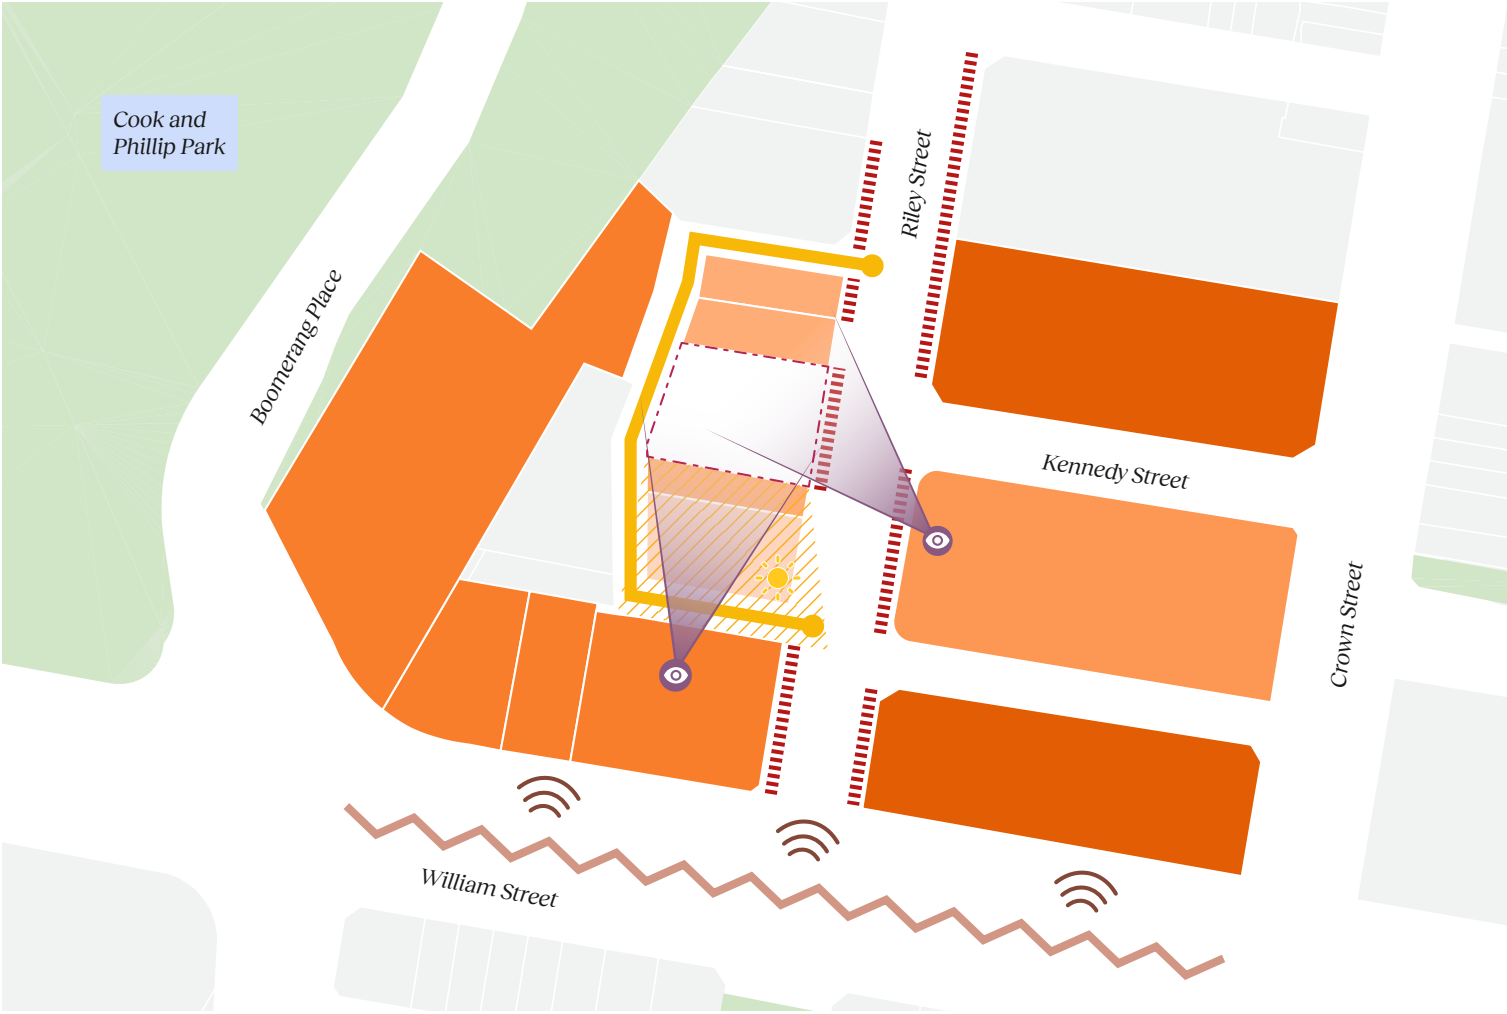 Cook and
Phillip Park
Riley Street
Boomerang Place
Kennedy Street
Crown Street
William Street